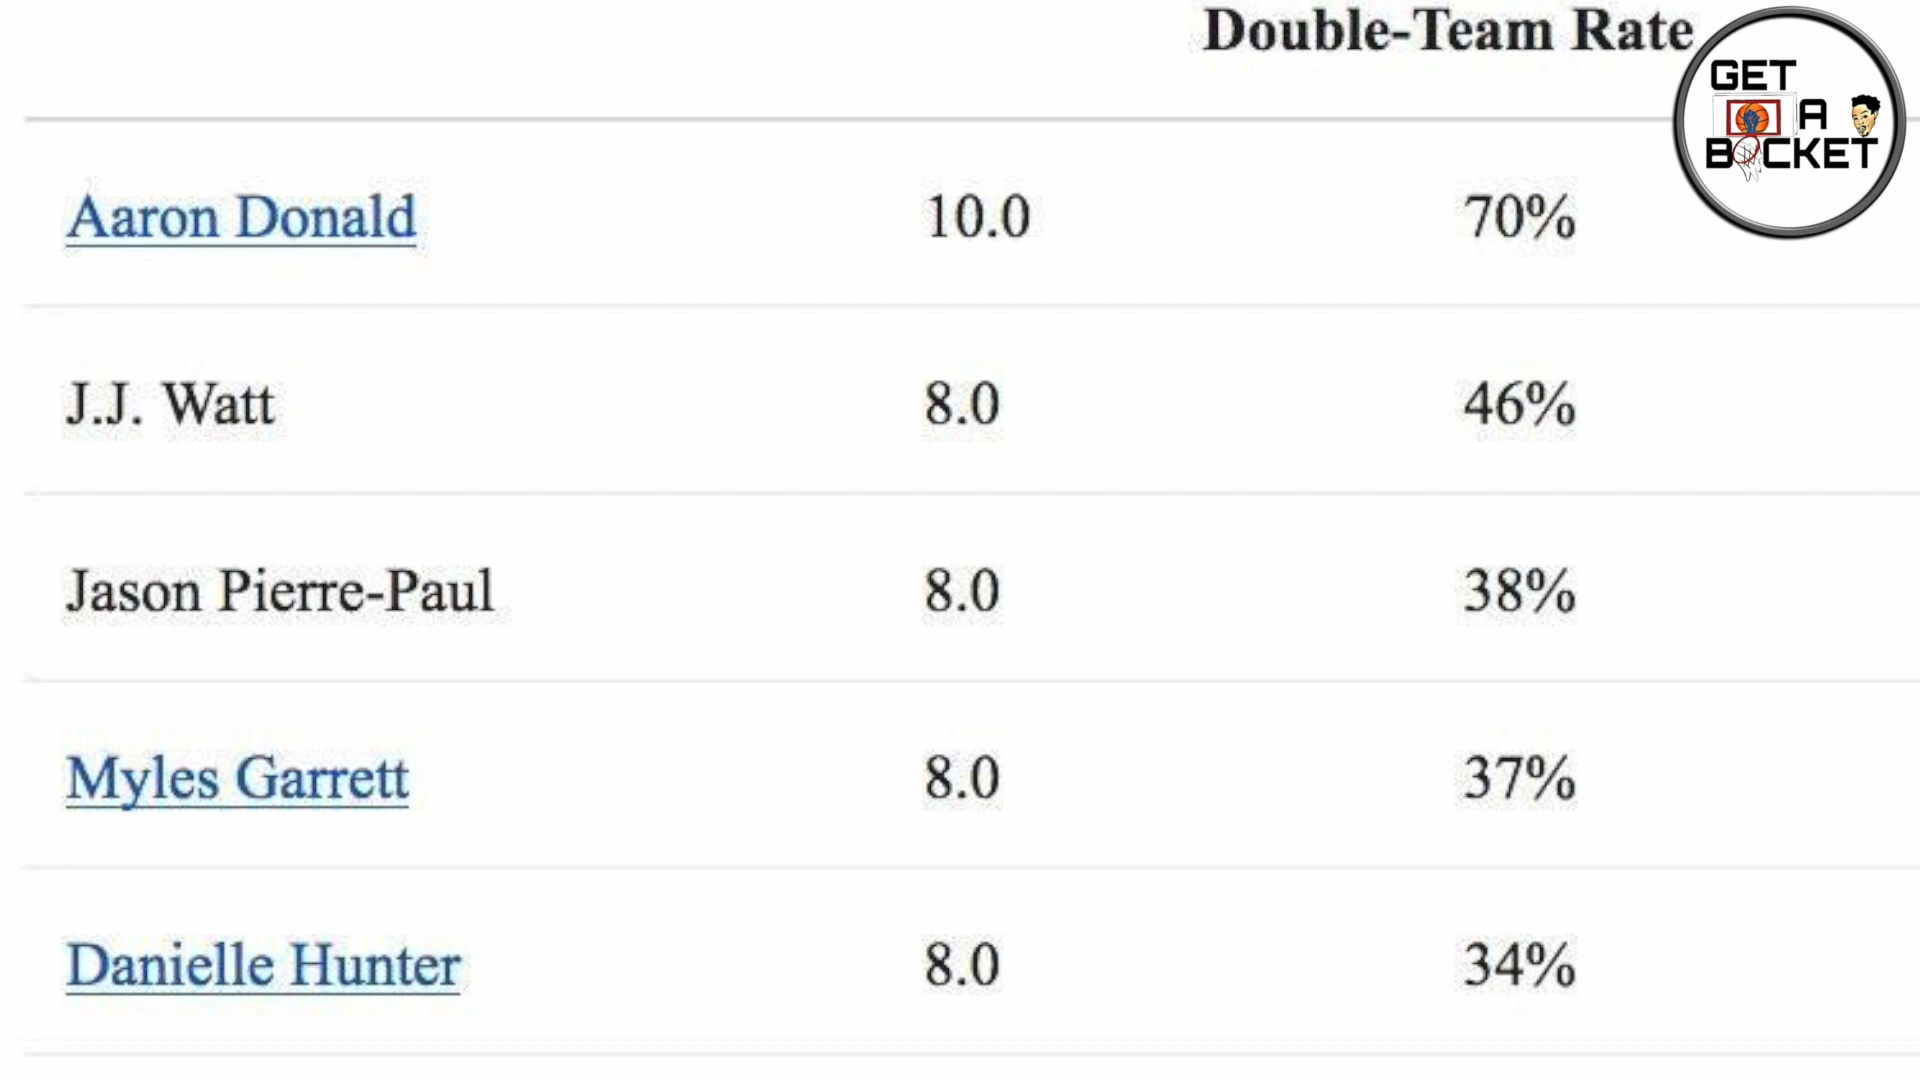 Double-Team Rate
GET
A
BUCKET
Aaron Donald 10.0 70%
J.J. Watt 8.0 46%
Jason Pierre-Paul 8.0 38%
Myles Garrett 8.0 37%
Danielle Hunter 8.0 34%